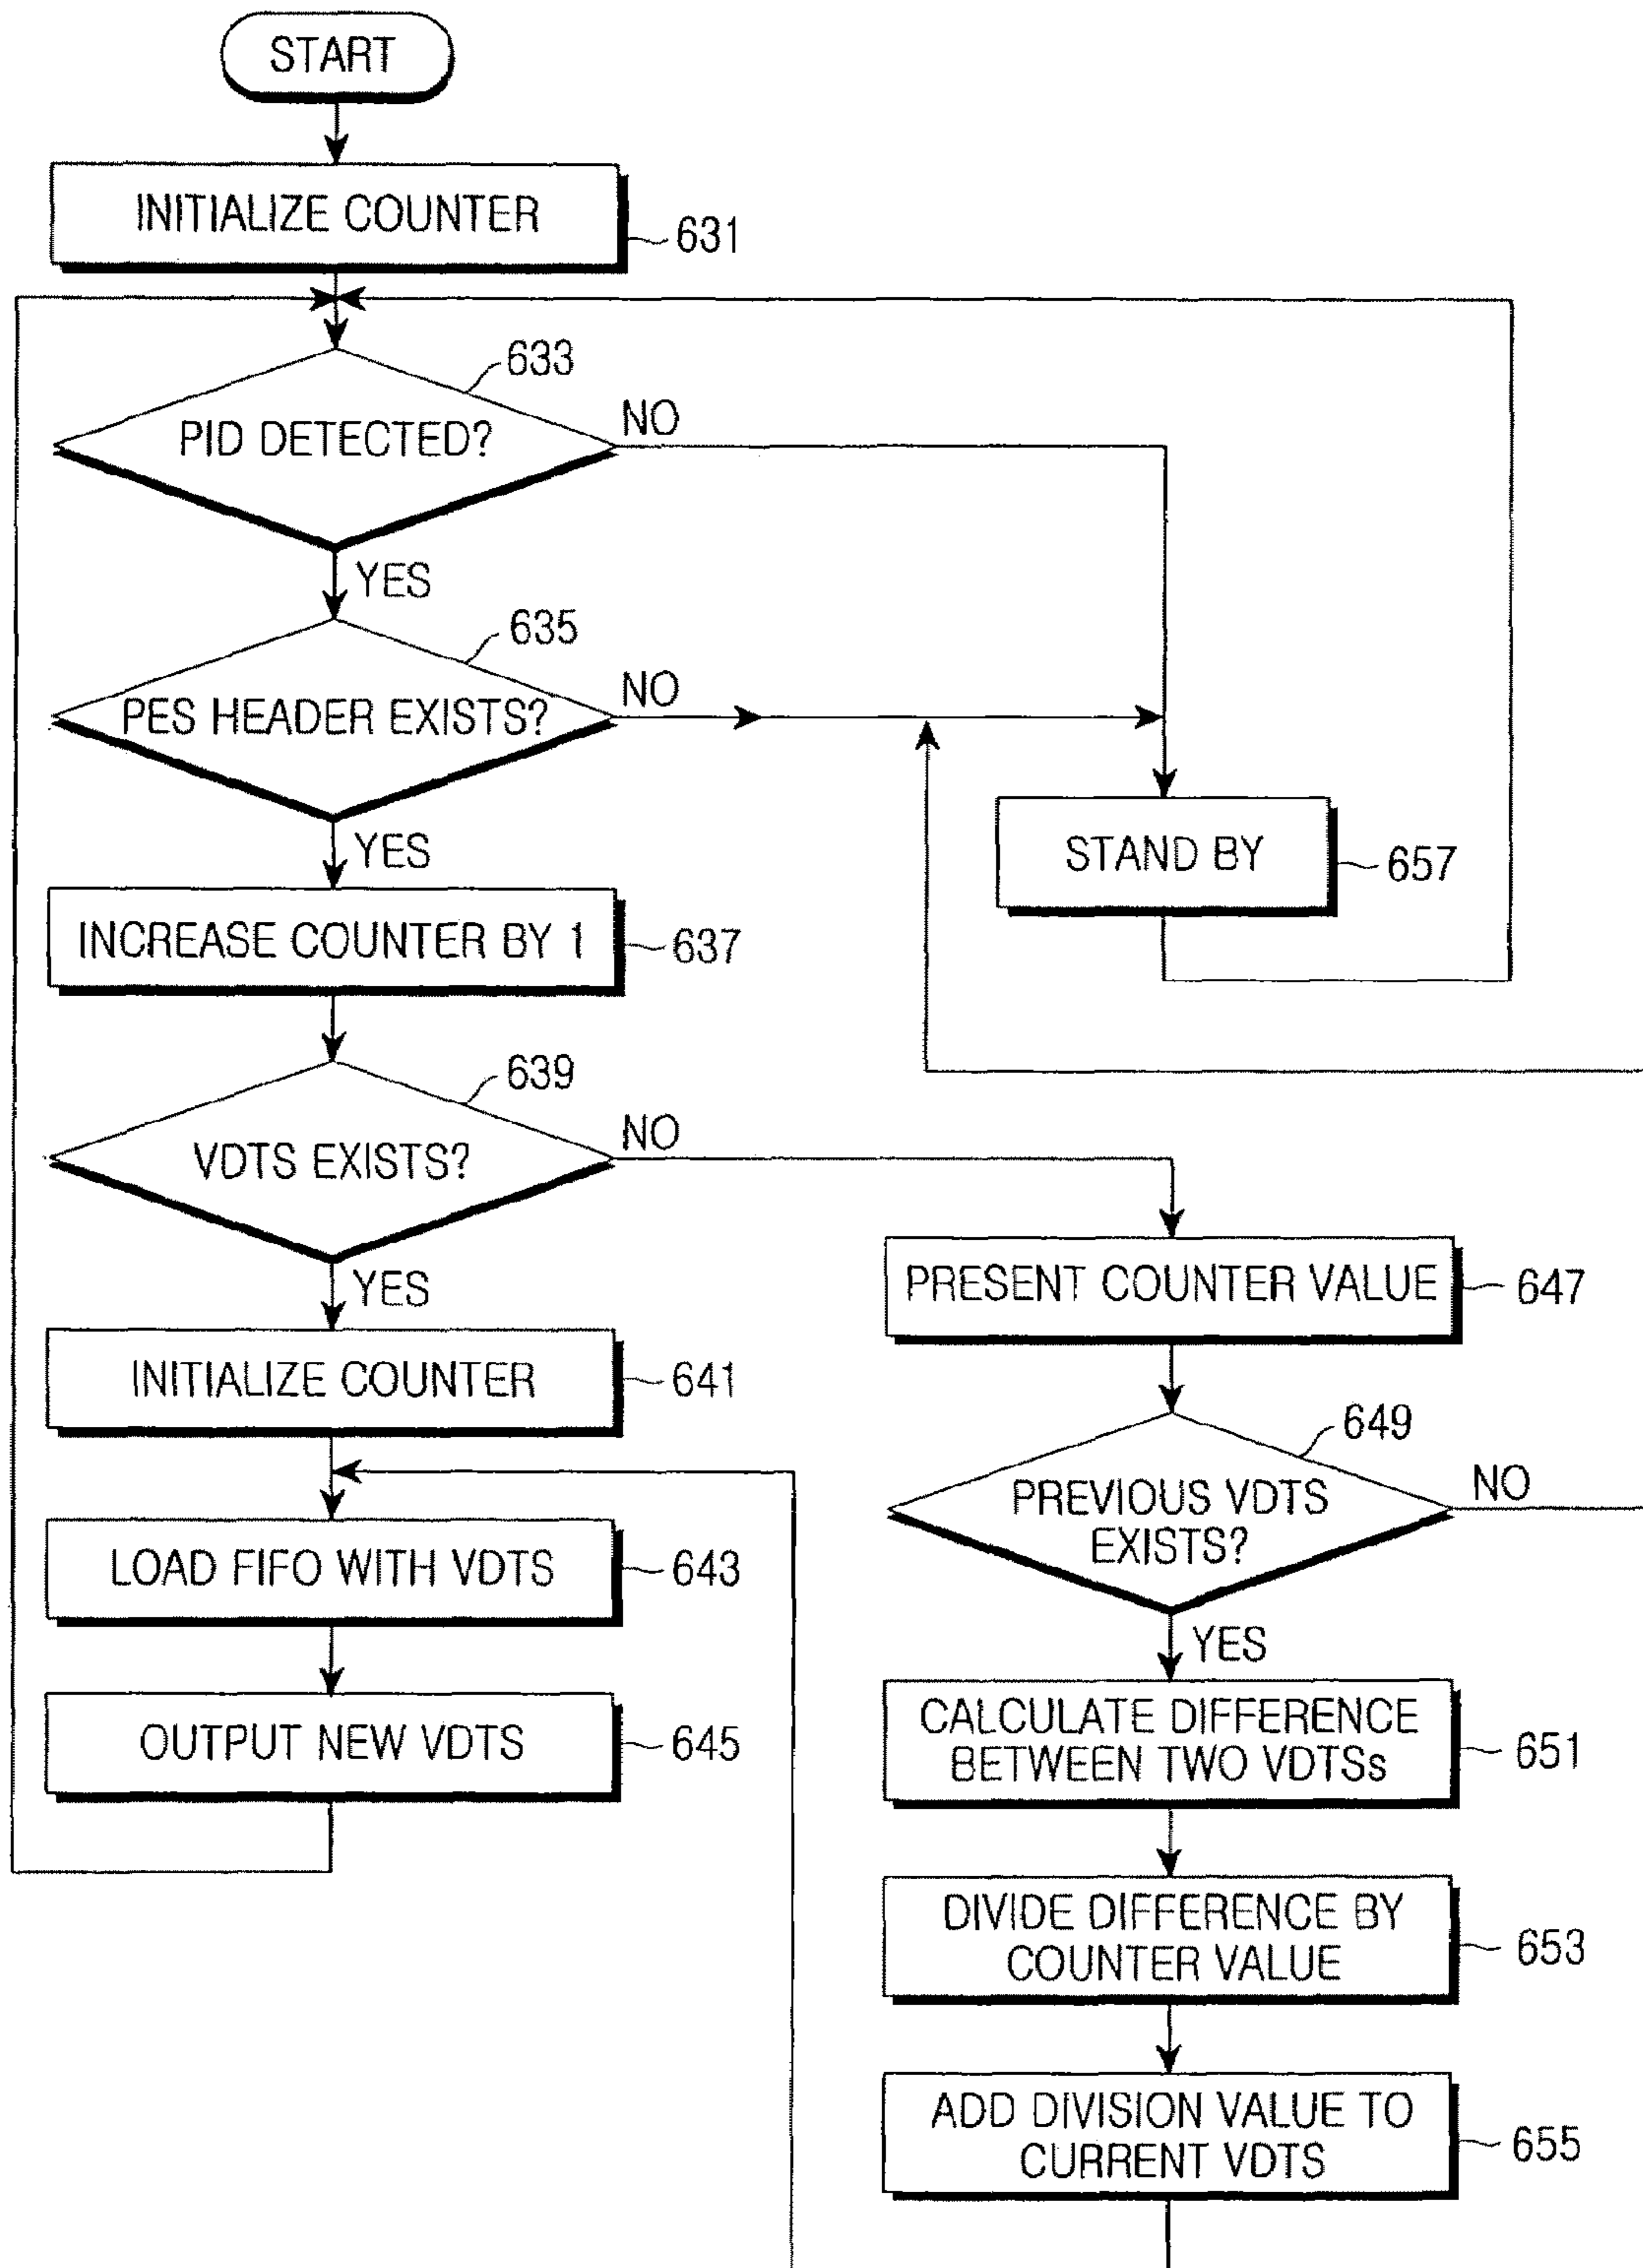 START
INITIALIZE COUNTER
631
633
PID DETECTED?
NO
YES
635
PES HEADER EXISTS?
NO
YES
STAND BY
657
INCREASE COUNTER BY 1
637
639
VDTS EXISTS?
NO
YES
PRESENT COUNTER VALUE
647
INITIALIZE COUNTER
641
649
PREVIOUS VDTS
EXISTS?
NO
YES
LOAD FIFO WITH VDTS
643
OUTPUT NEW VDTS
645
CALCULATE DIFFERENCE
BETWEEN TWO VDTSs
651
DIVIDE DIFFERENCE BY
COUNTER VALUE
653
ADD DIVISION VALUE TO
CURRENT VDTS
655